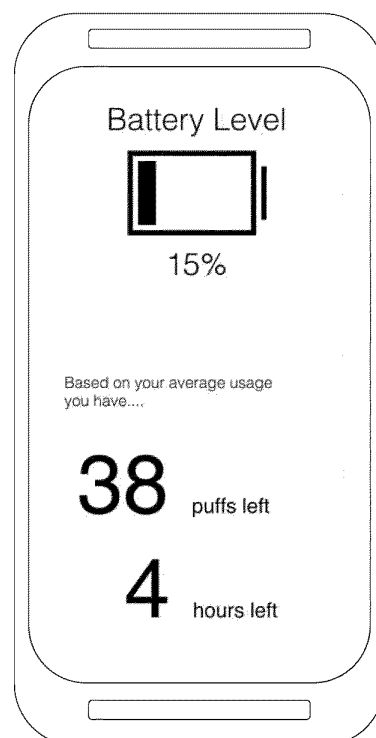 Battery Level
15%
Based on your average usage
you have....
38 puffs left
4 hours left